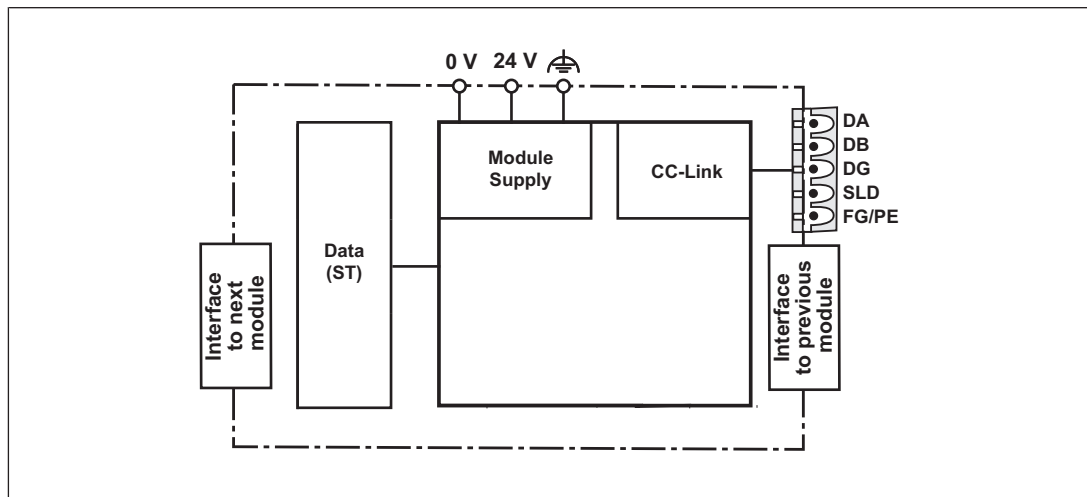 0 V 24 V
Module
Supply
CC-Link
DA
DB
DG
SLD
FG/PE
Data
(ST)
Interface
to next
module
Interface
to previous
module